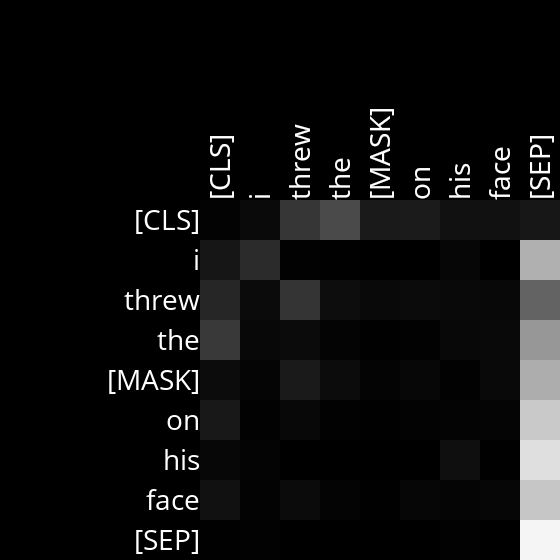 [CLS] i threw the [MASK] on his face [SEP]
[CLS]
i
threw
the
[MASK]
on
his
face
[SEP]